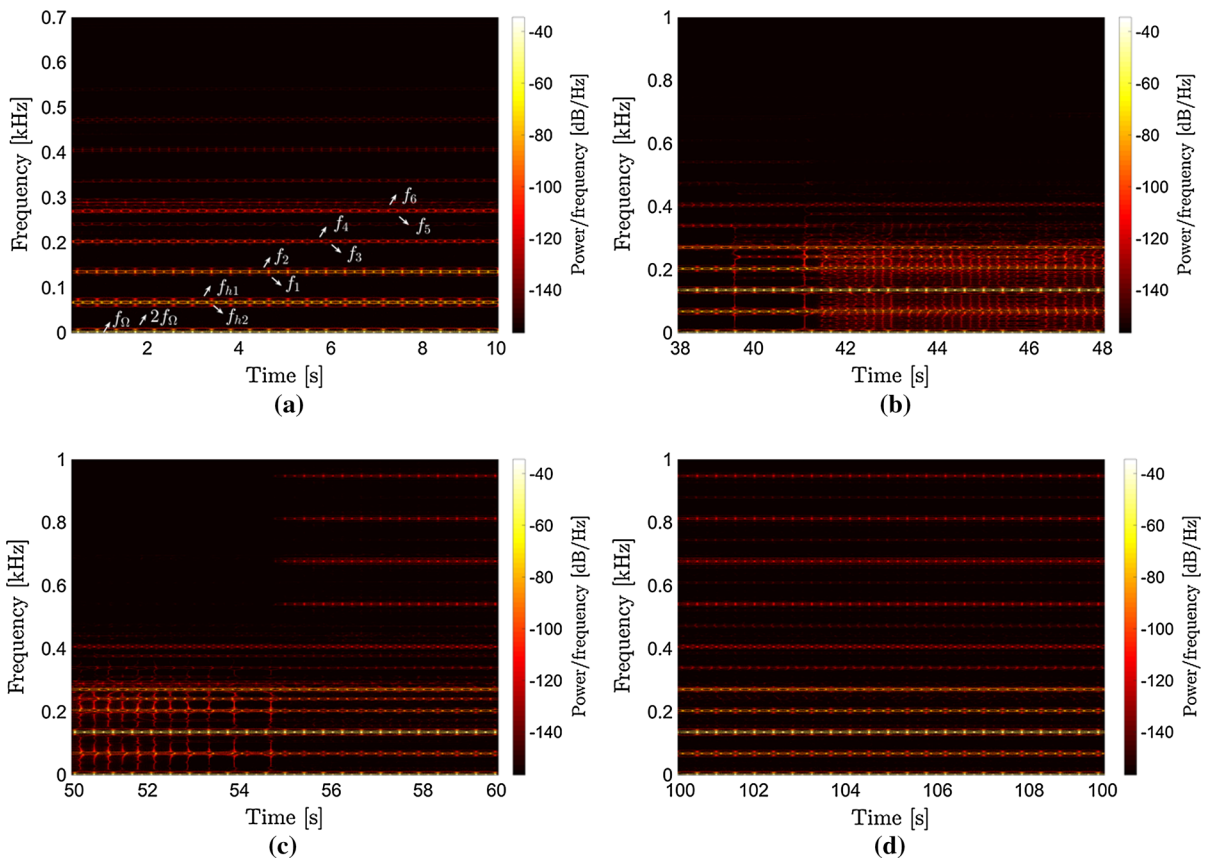 0.7
0.6
0.5
0.4
0.3
0.2
0.1
0
Frequency [kHz]
f₆
f₅
f₄
f₃
f₂
f₁
f_{h1}
f_{h2}
f_Ω
2f_Ω
2 4 6 8 10
Time [s]
-40
-60
-80
-100
-120
-140
Power/frequency [dB/Hz]
(a)
1
0.8
0.6
0.4
0.2
0
Frequency [kHz]
38 40 42 44 46 48
Time [s]
-40
-60
-80
-100
-120
-140
Power/frequency [dB/Hz]
(b)
1
0.8
0.6
0.4
0.2
0
Frequency [kHz]
50 52 54 56 58 60
Time [s]
-40
-60
-80
-100
-120
-140
Power/frequency [dB/Hz]
(c)
1
0.8
0.6
0.4
0.2
0
Frequency [kHz]
100 102 104 106 108 100
Time [s]
-40
-60
-80
-100
-120
-140
Power/frequency [dB/Hz]
(d)